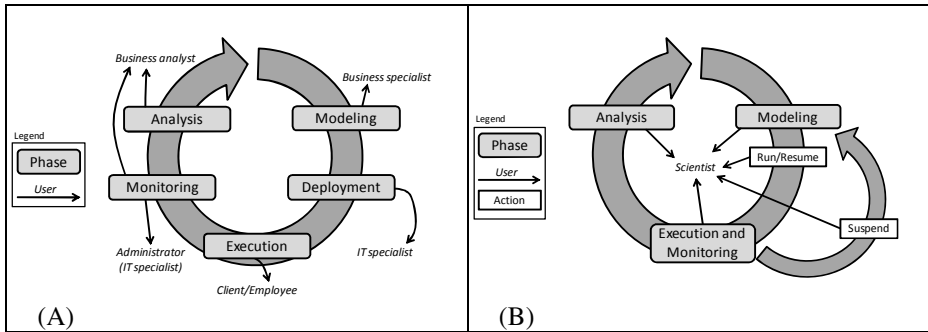 Business analyst
Business specialist
Analysis
Modeling
Legend
Phase
User
Monitoring
Deployment
Execution
Administrator
(IT specialist)
IT specialist
Client/Employee
(A)
Analysis
Modeling
Legend
Phase
User
Action
Scientist
Run/Resume
Suspend
Execution and
Monitoring
(B)